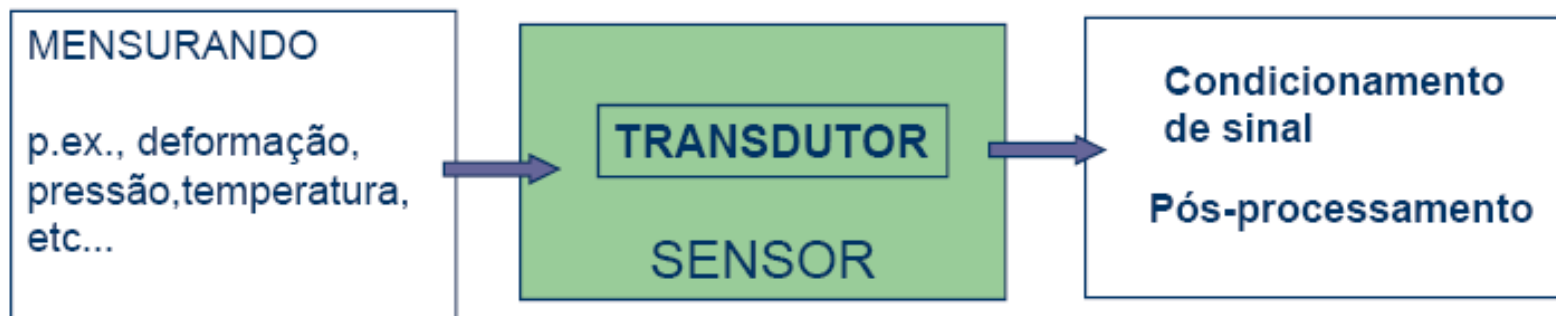 MENSURANDO
p.ex., deformação,
pressão,temperatura,
etc...
TRANSDUTOR
SENSOR
Condicionamento
de sinal
Pós-processamento